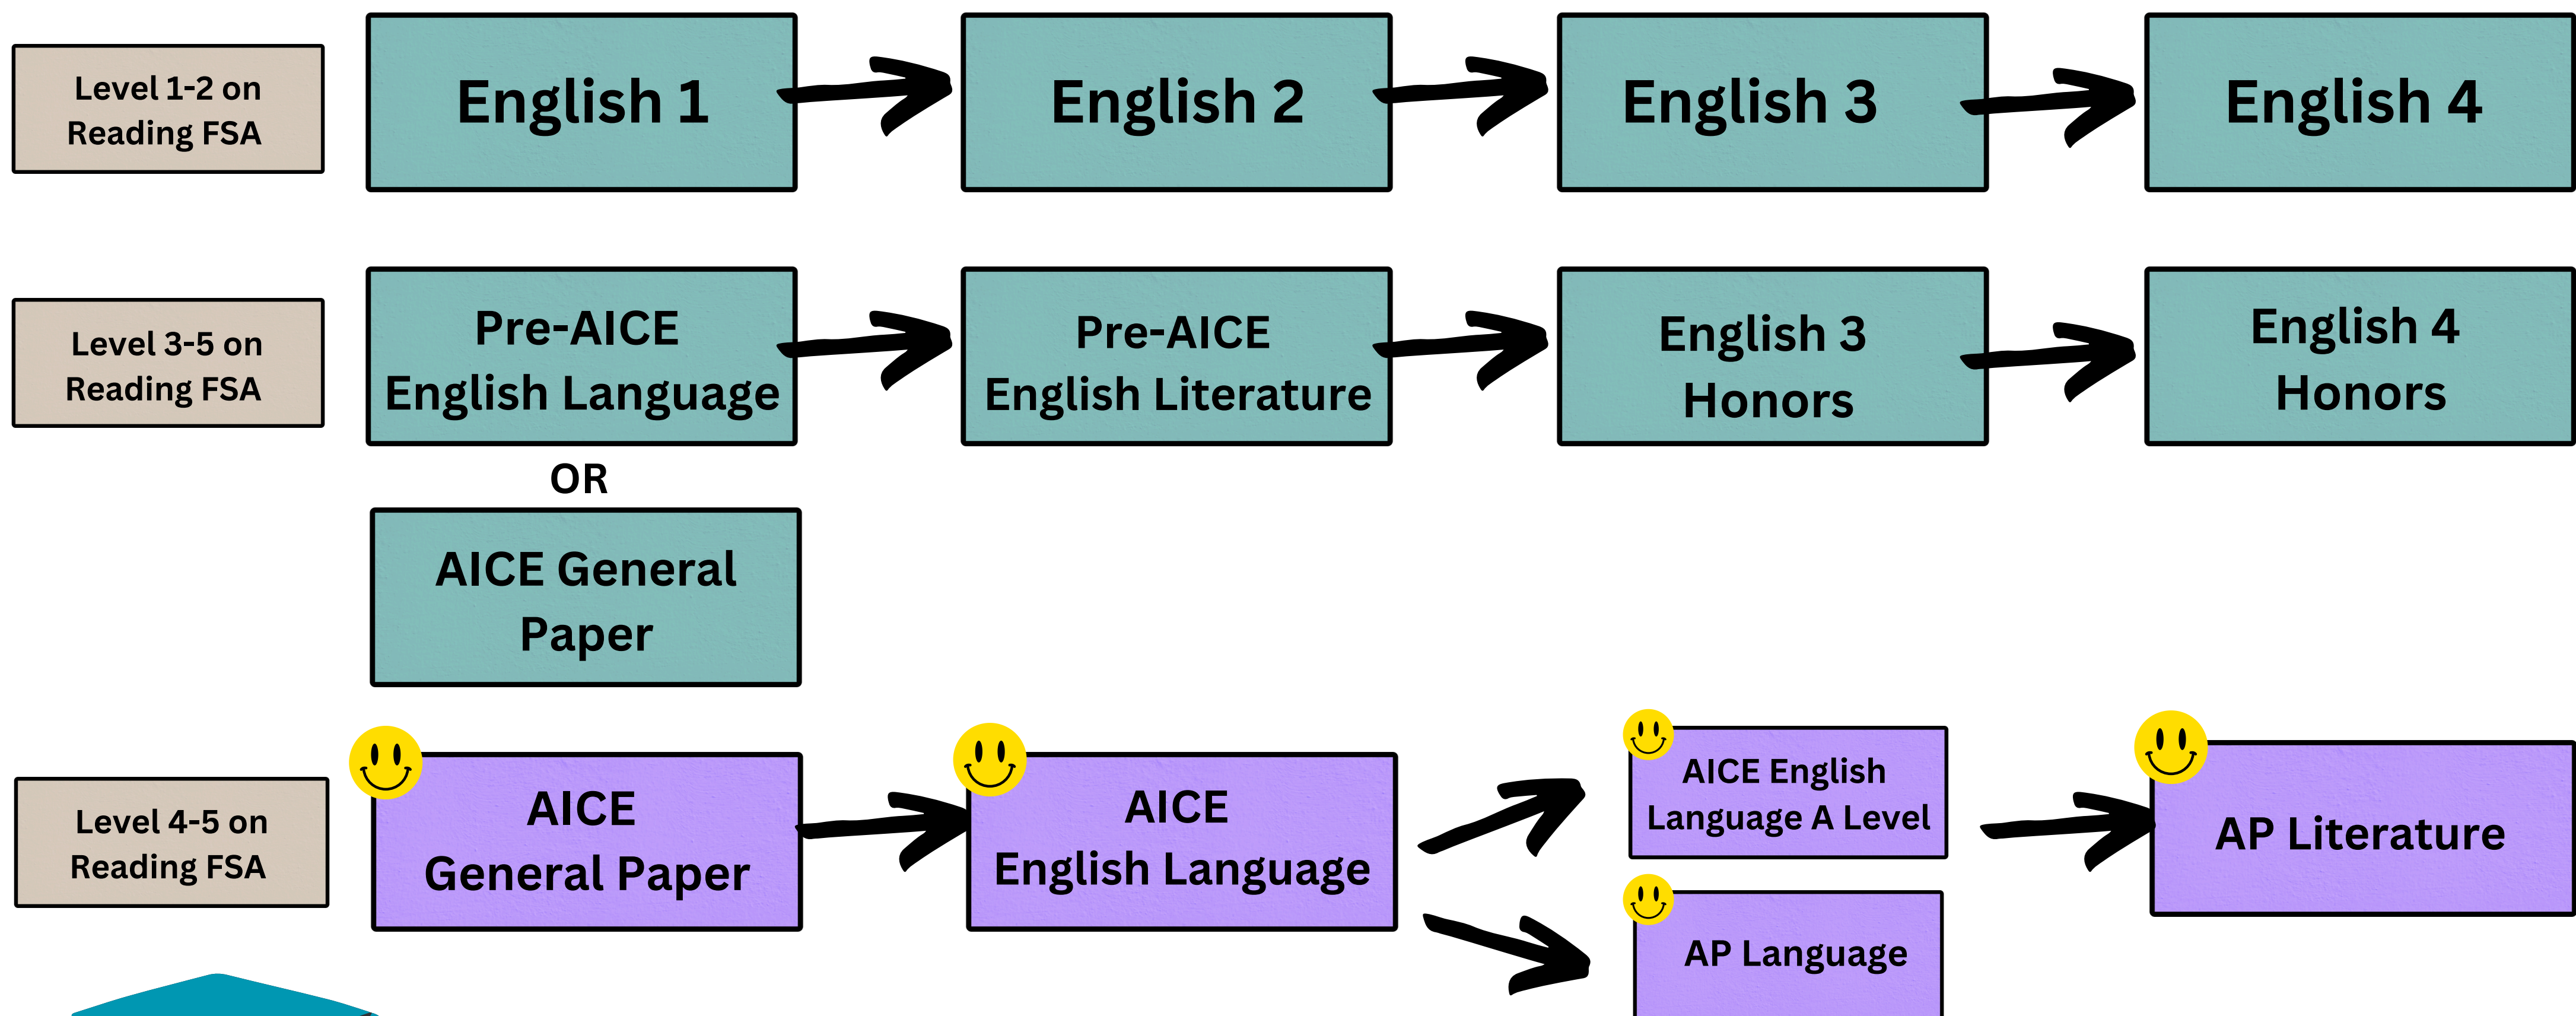 Level 1-2 on
Reading FSA
English 1
English 2
English 3
English 4
Level 3-5 on
Reading FSA
Pre-AICE
English Language
Pre-AICE
English Literature
English 3
Honors
English 4
Honors
OR
AICE General
Paper
Level 4-5 on
Reading FSA
AICE
General Paper
AICE
English Language
AICE English
Language A Level
AP Language
AP Literature